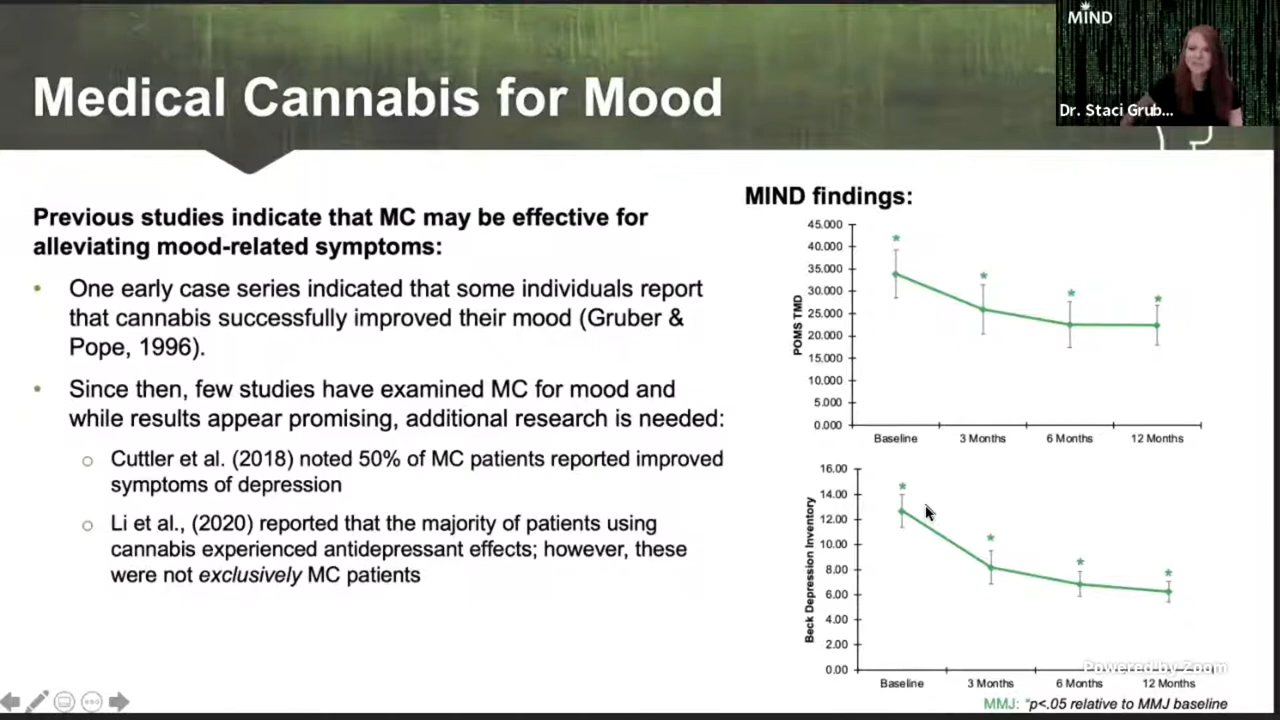 MIND
Medical Cannabis for Mood
Dr. Staci Grub...
Previous studies indicate that MC may be effective for
alleviating mood-related symptoms:
• One early case series indicated that some individuals report
that cannabis successfully improved their mood (Gruber &
Pope, 1996).
• Since then, few studies have examined MC for mood and
while results appear promising, additional research is needed:
○ Cuttler et al. (2018) noted 50% of MC patients reported improved
symptoms of depression
○ Li et al., (2020) reported that the majority of patients using
cannabis experienced antidepressant effects; however, these
were not exclusively MC patients
MIND findings:
POMS TMD
45.000
40.000
35.000
30.000
25.000
20.000
15.000
10.000
5.000
0.000
* * * *
Baseline 3 Months 6 Months 12 Months
Beck Depression Inventory
16.00
14.00
12.00
10.00
8.00
6.00
4.00
2.00
0.00
* * * *
Baseline 3 Months 6 Months 12 Months
Powered by Zoom
MMJ: *p<.05 relative to MMJ baseline